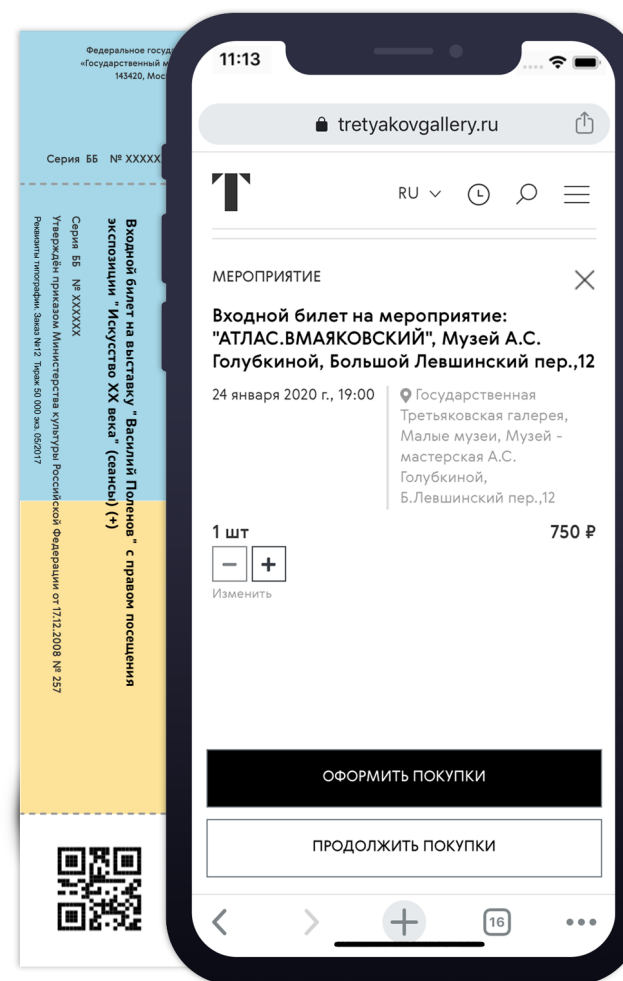 Федеральное госуд
«Государственный м
143420, Мос
Серия ББ № XXXXX
Входной билет на выставку "Василий Поленов" с правом посещения
экспозиции "Искусство XX века" (сеансы) (+)
Серия ББ № XXXXXX
Утверждён приказом Министерства культуры Российской Федерации от 17.12.2008 № 257
Реквизиты типографии. Заказ №12 Тираж 50 000 экз. 05/2017
11:13
tretyakovgallery.ru
T
RU
МЕРОПРИЯТИЕ
Входной билет на мероприятие:
"АТЛАС.ВМАЯКОВСКИЙ", Музей А.С.
Голубкиной, Большой Левшинский пер.,12
24 января 2020 г., 19:00
Государственная
Третьяковская галерея,
Малые музеи, Музей -
мастерская А.С.
Голубкиной,
Б.Левшинский пер.,12
1 шт
750 ₽
Изменить
ОФОРМИТЬ ПОКУПКИ
ПРОДОЛЖИТЬ ПОКУПКИ
16